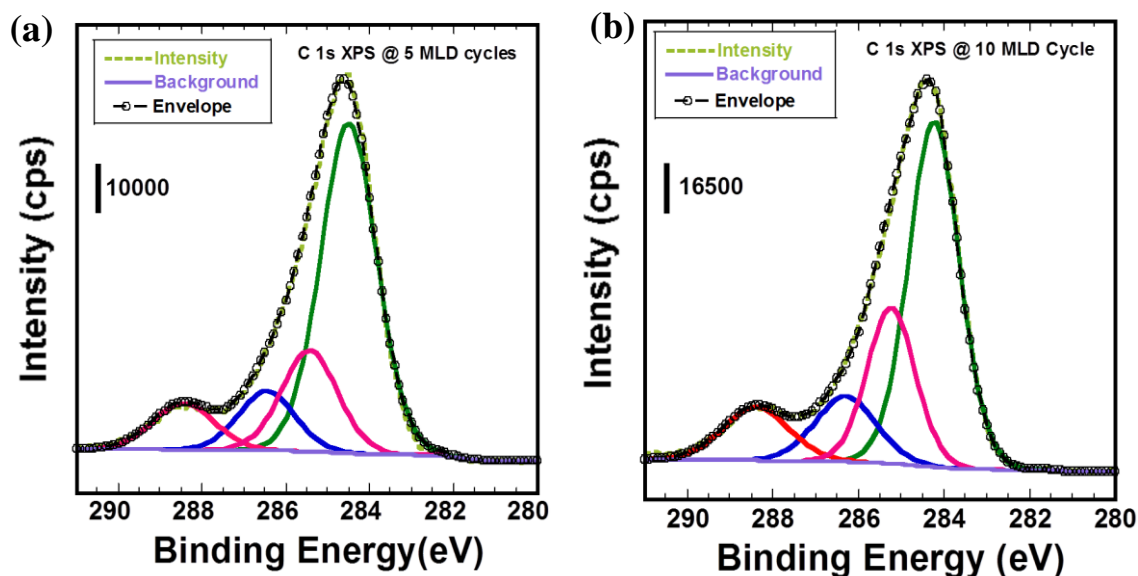 (a)
Intensity
Background
Envelope
C 1s XPS @ 5 MLD cycles
10000
Intensity (cps)
290 288 286 284 282 280
Binding Energy(eV)
(b)
Intensity
Background
Envelope
C 1s XPS @ 10 MLD Cycle
16500
Intensity (cps)
290 288 286 284 282 280
Binding Energy (eV)